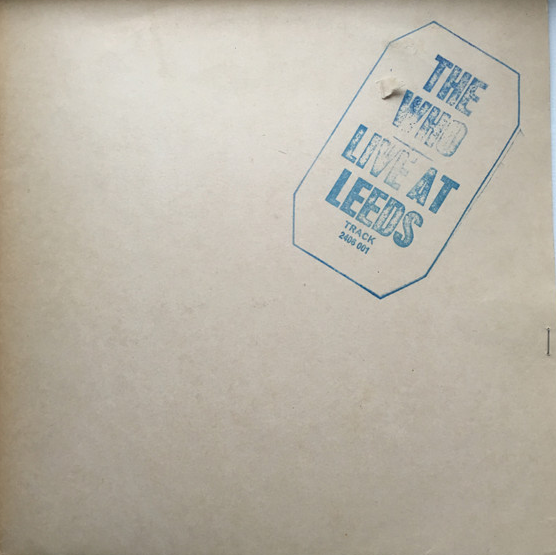 THE
WHO
LIVE AT
LEEDS
TRACK
2406 001